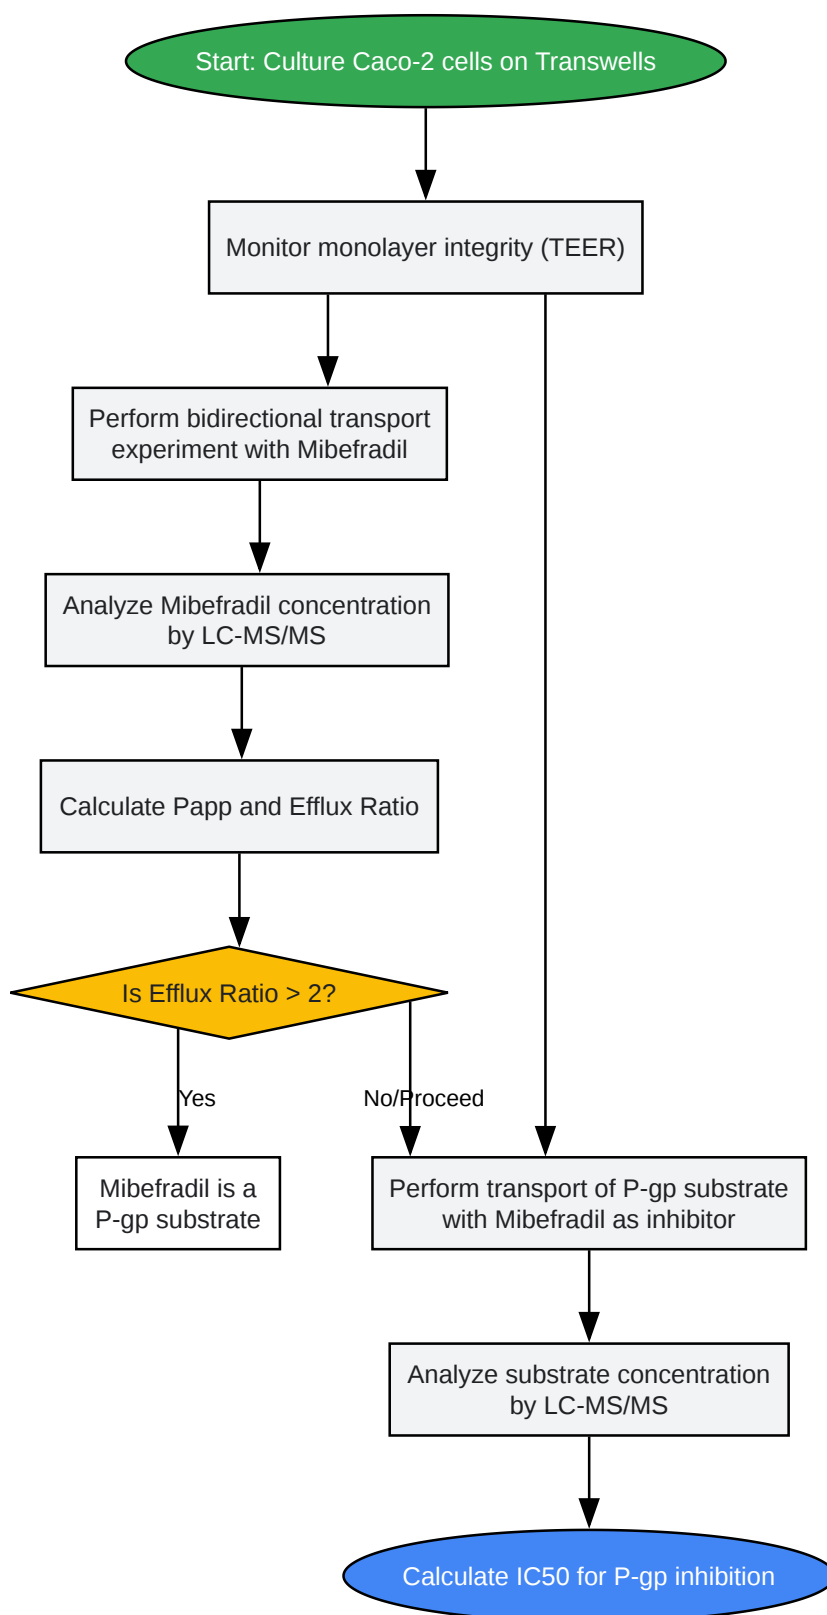 Start: Culture Caco-2 cells on Transwells
Monitor monolayer integrity (TEER)
Perform bidirectional transport
experiment with Mibefradil
Analyze Mibefradil concentration
by LC-MS/MS
Calculate Papp and Efflux Ratio
Is Efflux Ratio > 2?
Yes
No/Proceed
Mibefradil is a
P-gp substrate
Perform transport of P-gp substrate
with Mibefradil as inhibitor
Analyze substrate concentration
by LC-MS/MS
Calculate IC50 for P-gp inhibition